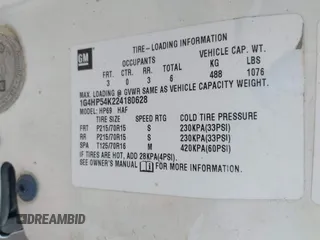 GM
TIRE-LOADING INFORMATION
OCCUPANTS VEHICLE CAP. WT.
FRT CTR RR TOTAL KG LBS
3 0 3 6 488 1076
MAX. LOADING @ GVWR SAME AS VEHICLE CAPACITY WEIGHT.
1G4HP54K224180628
MODEL: HP69 HAF
TIRE SIZE SPD RTG COLD TIRE PRESSURE
FRT P215/70R15 S 230KPA(33PSI)
RR P215/70R15 S 230KPA(33PSI)
SPA T125/70R16 M 420KPA(60PSI)
IF TIRES ARE HOT, ADD 28KPA(4PSI).
SEE OWNER'S MANUAL FOR
DREAMBID